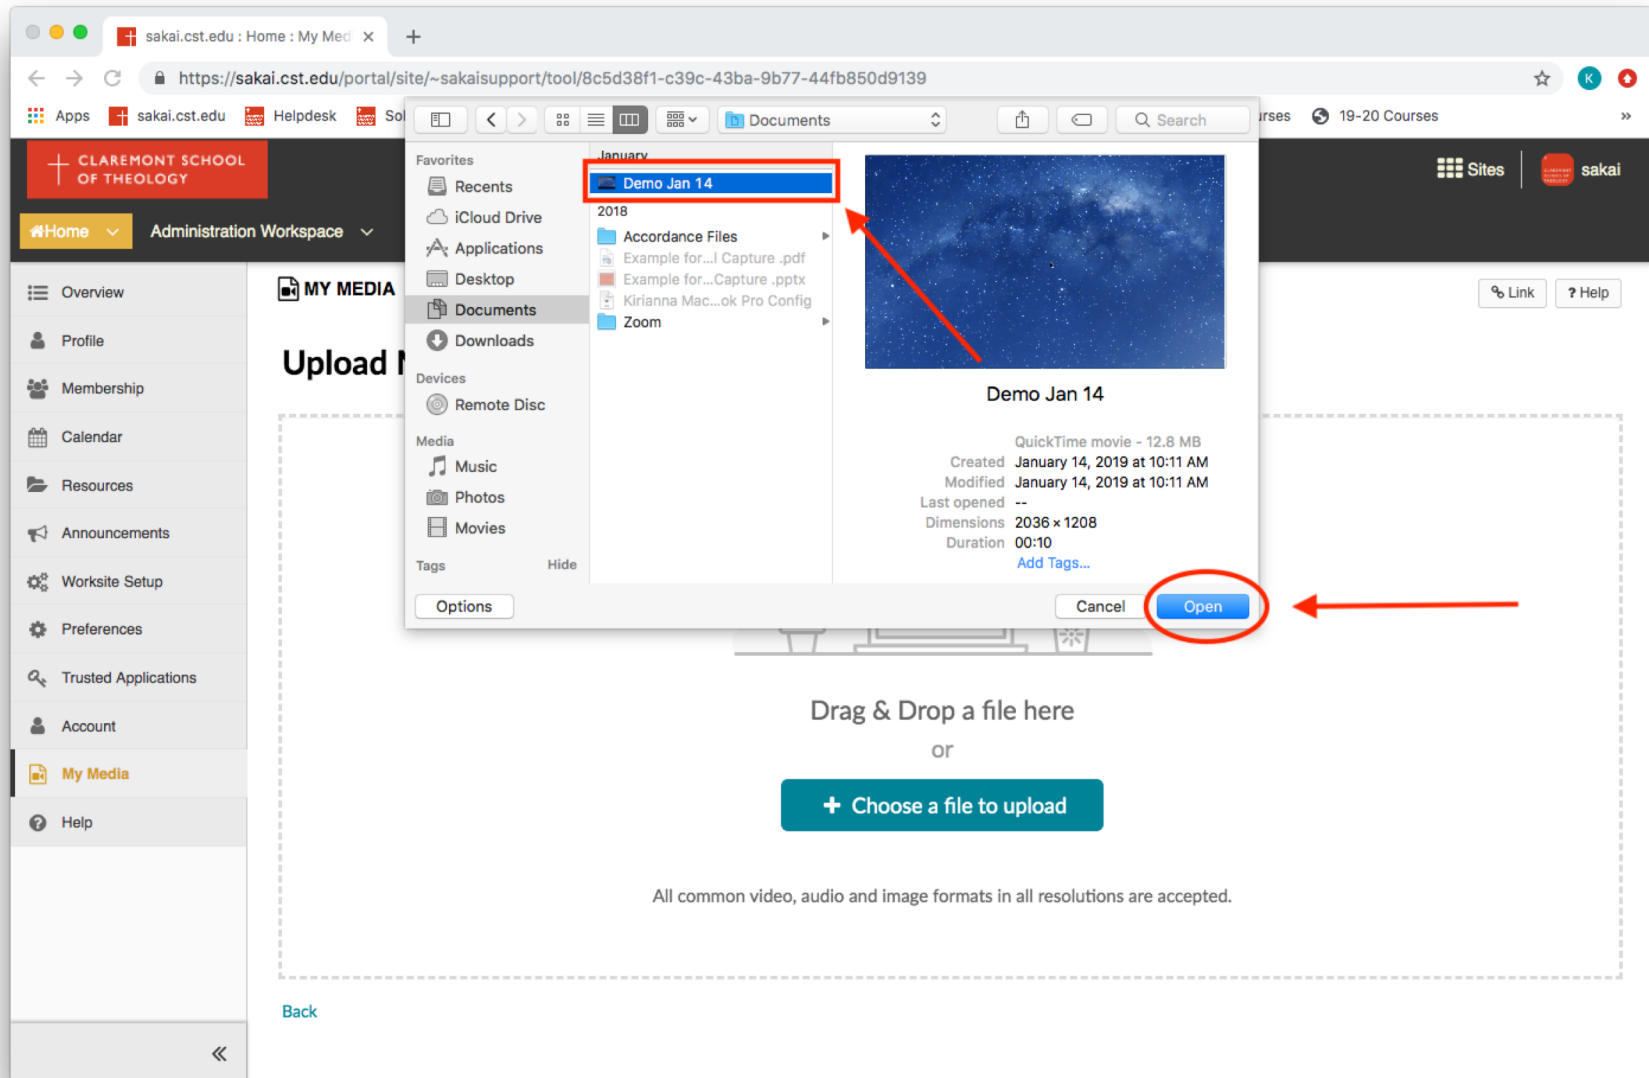 sakai.cst.edu : Home : My Med
https://sakai.cst.edu/portal/site/~sakaisupport/tool/8c5d38f1-c39c-43ba-9b77-44fb850d9139
K
Apps
sakai.cst.edu
Helpdesk
19-20 Courses
Documents
Search
CLAREMONT SCHOOL
OF THEOLOGY
Sites
sakai
Home
Administration Workspace
Overview
Profile
Membership
Calendar
Resources
Announcements
Worksite Setup
Preferences
Trusted Applications
Account
My Media
Help
MY MEDIA
Link
? Help
Upload
Favorites
Recents
iCloud Drive
Applications
Desktop
Documents
Downloads
Devices
Remote Disc
Media
Music
Photos
Movies
Tags
Hide
January
Demo Jan 14
2018
Accordance Files
Example for...l Capture .pdf
Example for...Capture .pptx
Kirianna Mac...ok Pro Config
Zoom
Demo Jan 14
QuickTime movie - 12.8 MB
Created January 14, 2019 at 10:11 AM
Modified January 14, 2019 at 10:11 AM
Last opened --
Dimensions 2036 × 1208
Duration 00:10
Add Tags...
Options
Cancel
Open
Drag & Drop a file here
or
+ Choose a file to upload
All common video, audio and image formats in all resolutions are accepted.
Back